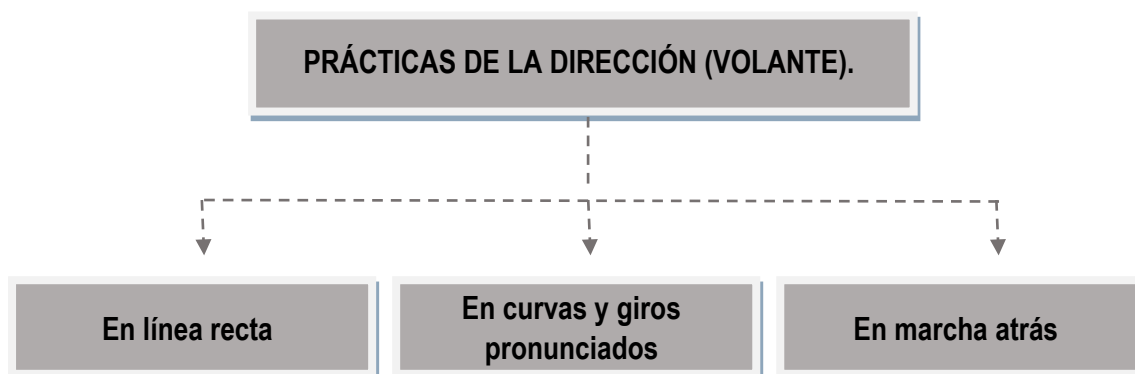 PRÁCTICAS DE LA DIRECCIÓN (VOLANTE).
En línea recta
En curvas y giros
pronunciados
En marcha atrás